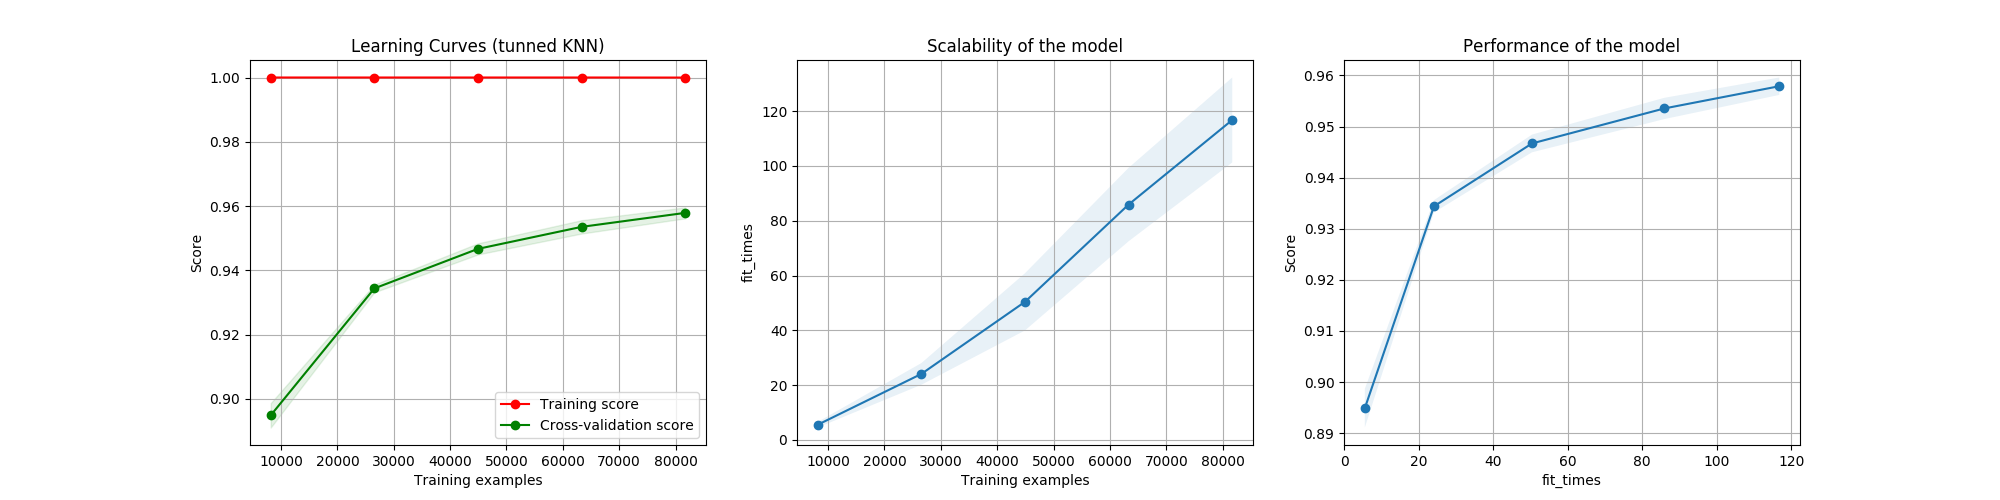 Learning Curves (tunned KNN)
1.00
0.98
0.96
0.94
0.92
0.90
Score
Training score
Cross-validation score
10000 20000 30000 40000 50000 60000 70000 80000
Training examples
Scalability of the model
120
100
80
60
40
20
0
fit_times
10000 20000 30000 40000 50000 60000 70000 80000
Training examples
Performance of the model
0.96
0.95
0.94
0.93
0.92
0.91
0.90
0.89
Score
0 20 40 60 80 100 120
fit_times